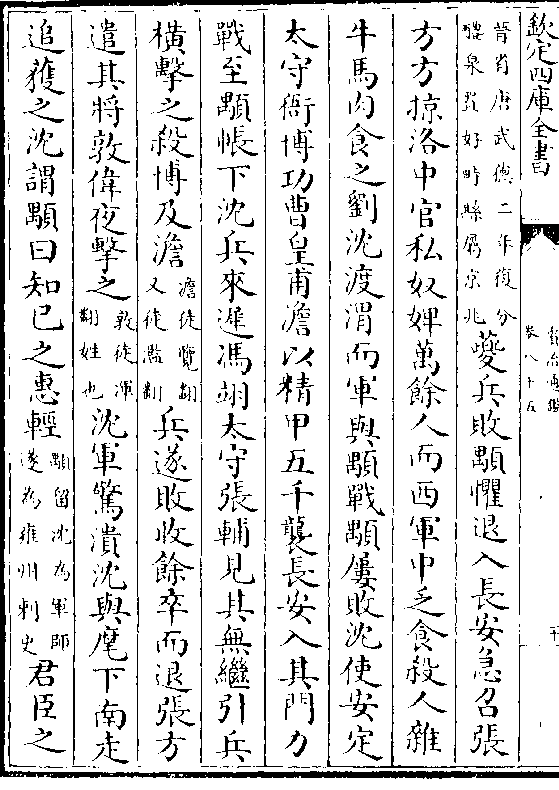 欽定四庫全書
資治通鑑
卷八十五
晉省唐武德二年復分
醴泉置好畤縣屬京兆
夔兵敗顒懼退入長安急召張
方方掠洛中官私奴婢萬餘人而西軍中乏食殺人雜
牛馬肉食之劉沈渡渭而軍與顒戰顒屢敗沈使安定
太守衙博功曹皇甫澹以精甲五千襲長安入其門力
戰至顒帳下沈兵來遲馮翊太守張輔見其無繼引兵
橫擊之殺博及澹
澹徒覽翻
又徒濫翻
兵遂敗收餘卒而退張方
遣其將敦偉夜擊之
敦徒渾
翻姓也
沈軍驚潰沈與麾下南走
追獲之沈謂顒曰知已之惠輕
顒留沈為軍師
遂為雍州刺史
君臣之